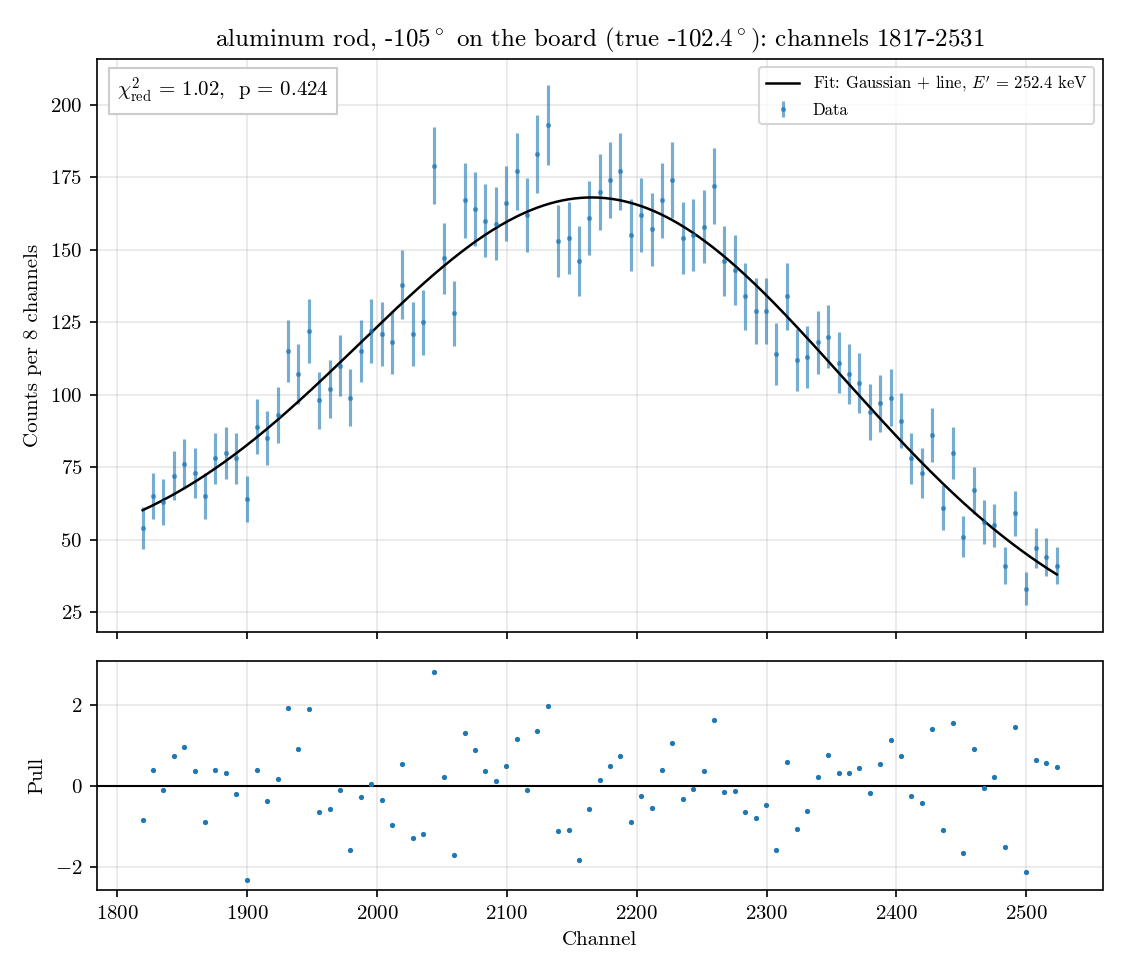 aluminum rod, -105° on the board (true -102.4°): channels 1817-2531
χ²red = 1.02, p = 0.424
Fit: Gaussian + line, E′ = 252.4 keV
Data
Counts per 8 channels
200
175
150
125
100
75
50
25
Pull
2
0
−2
1800 1900 2000 2100 2200 2300 2400 2500
Channel